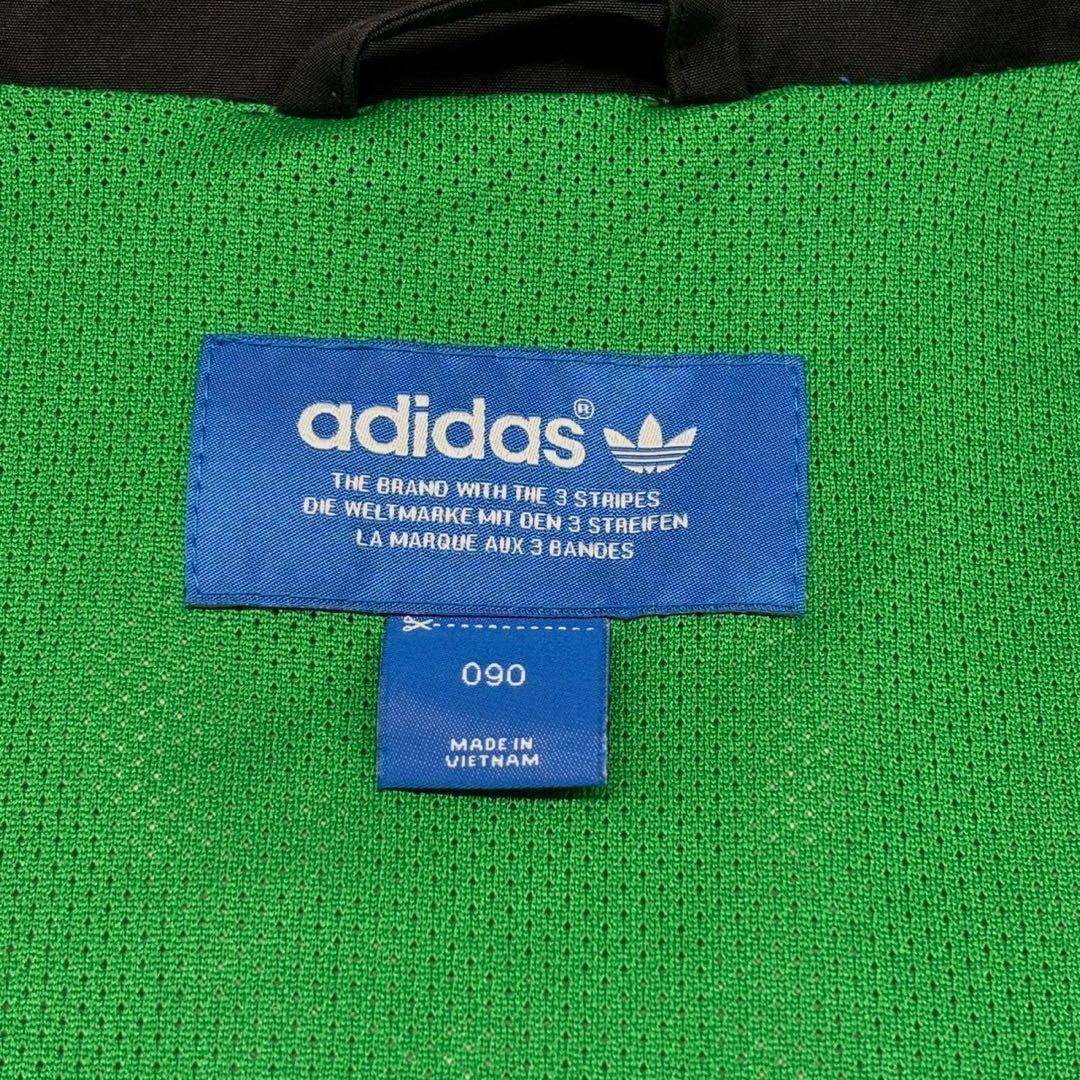 adidas®
THE BRAND WITH THE 3 STRIPES
DIE WELTMARKE MIT DEN 3 STREIFEN
LA MARQUE AUX 3 BANDES
090
MADE IN
VIETNAM